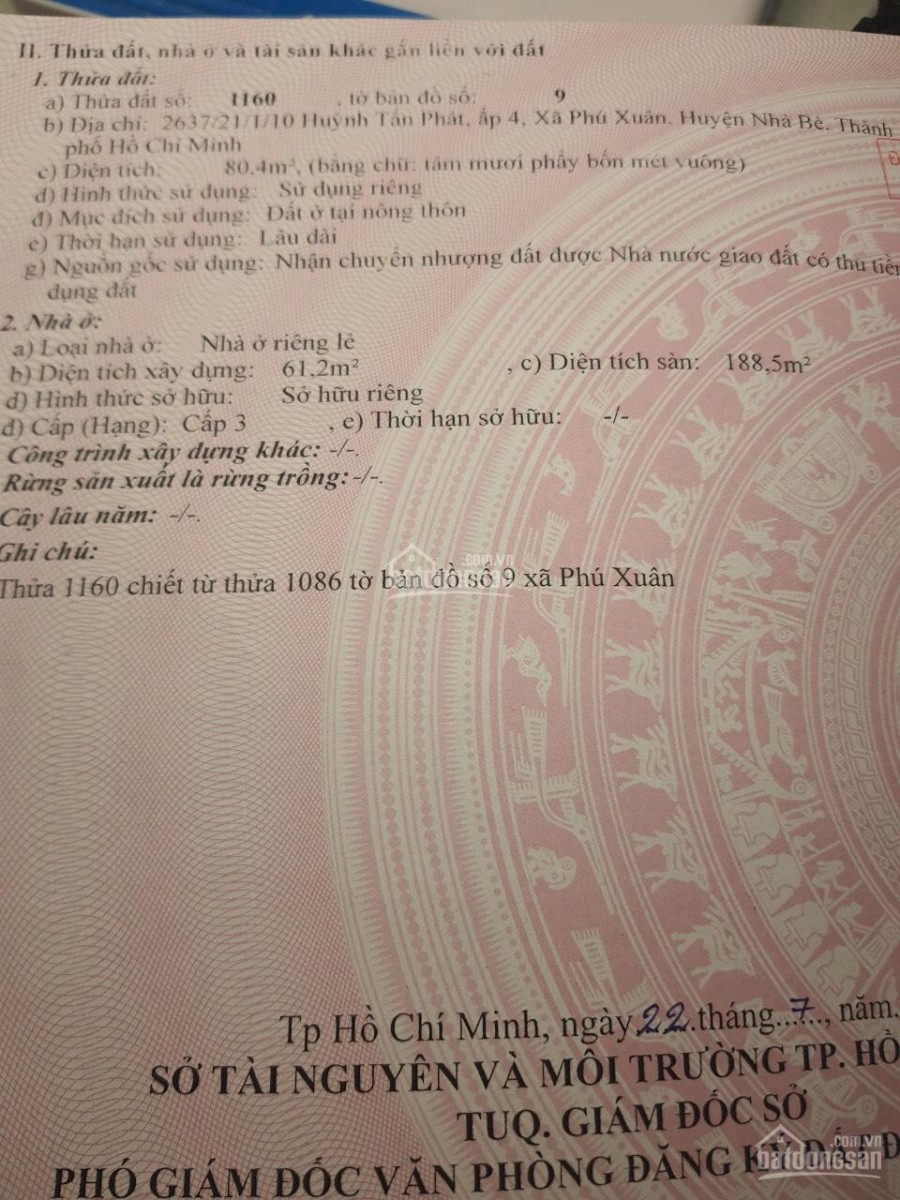 II. Thửa đất, nhà ở và tài sản khác gắn liền với đất
1. Thửa đất:
a) Thửa đất số: 1160 , tờ bản đồ số: 9
b) Địa chỉ: 2637/21/1/10 Huỳnh Tấn Phát, ấp 4, Xã Phú Xuân, Huyện Nhà Bè, Thành
phố Hồ Chí Minh
c) Diện tích: 80,4m², (bằng chữ: tám mươi phẩy bốn mét vuông)
d) Hình thức sử dụng: Sử dụng riêng
đ) Mục đích sử dụng: Đất ở tại nông thôn
e) Thời hạn sử dụng: Lâu dài
g) Nguồn gốc sử dụng: Nhận chuyển nhượng đất được Nhà nước giao đất có thu tiền
dụng đất
2. Nhà ở:
a) Loại nhà ở: Nhà ở riêng lẻ
b) Diện tích xây dựng: 61,2m² , c) Diện tích sàn: 188,5m²
d) Hình thức sở hữu: Sở hữu riêng
đ) Cấp (Hạng): Cấp 3 , e) Thời hạn sở hữu: -/-
Công trình xây dựng khác: -/-.
Rừng sản xuất là rừng trồng: -/-.
Cây lâu năm: -/-.
Ghi chú:
Thửa 1160 chiết từ thửa 1086 tờ bản đồ số 9 xã Phú Xuân
batdongsan.com.vn
Tp Hồ Chí Minh, ngày 22 tháng 7, năm.
SỞ TÀI NGUYÊN VÀ MÔI TRƯỜNG TP. HỒ
TUQ. GIÁM ĐỐC SỞ
PHÓ GIÁM ĐỐC VĂN PHÒNG ĐĂNG KÝ ĐẤT Đ
batdongsan.com.vn